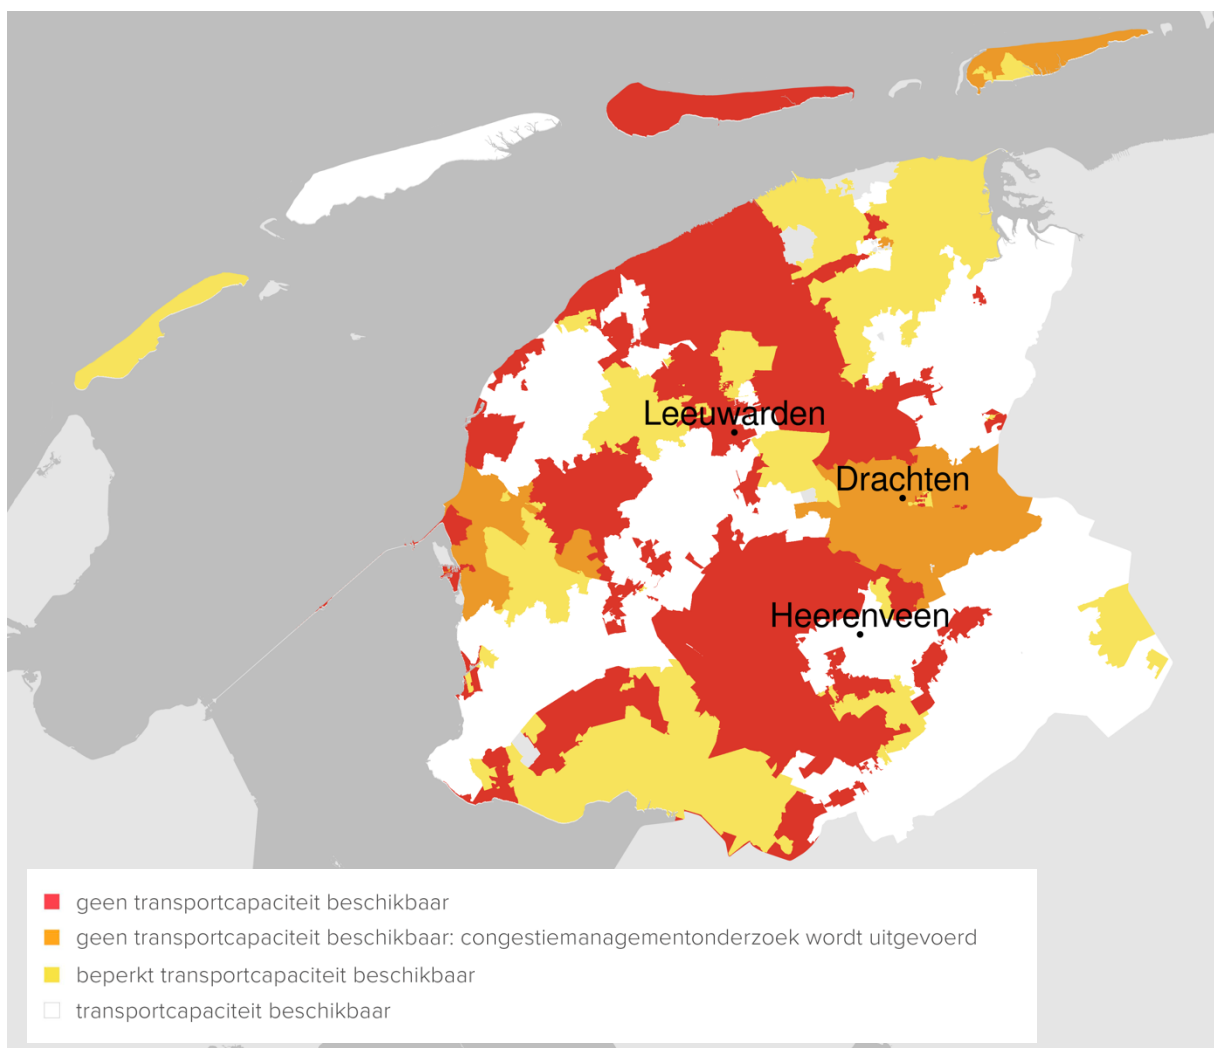 Leeuwarden
Drachten
Heerenveen
geen transportcapaciteit beschikbaar
geen transportcapaciteit beschikbaar: congestiemanagementonderzoek wordt uitgevoerd
beperkt transportcapaciteit beschikbaar
transportcapaciteit beschikbaar